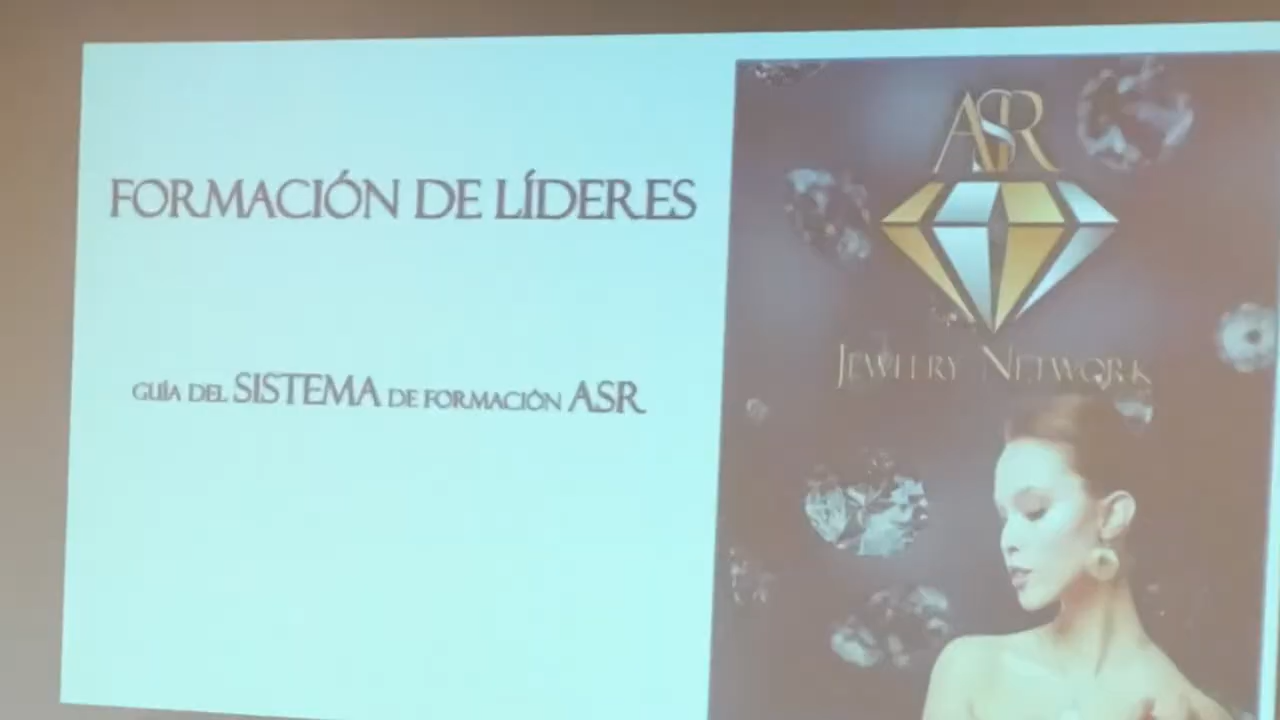 FORMACIÓN DE LÍDERES
GUÍA DEL SISTEMA DE FORMACIÓN ASR
ASR
JEWELRY NETWORK